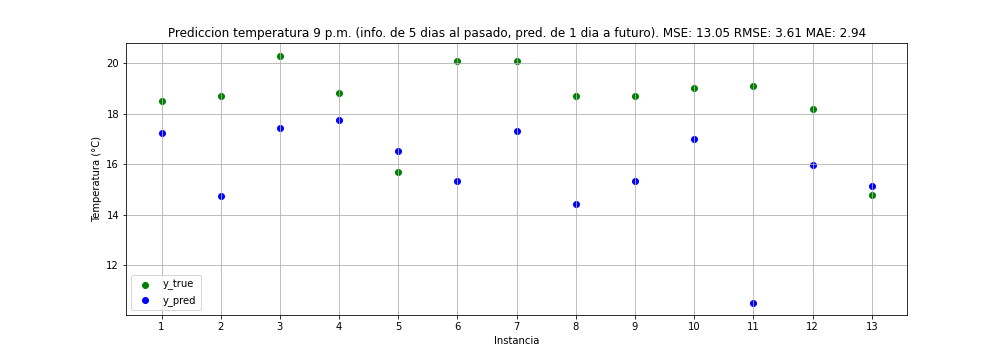 Prediccion temperatura 9 p.m. (info. de 5 dias al pasado, pred. de 1 dia a futuro). MSE: 13.05 RMSE: 3.61 MAE: 2.94
20
18
16
14
12
Temperatura (°C)
y_true
y_pred
1 2 3 4 5 6 7 8 9 10 11 12 13
Instancia